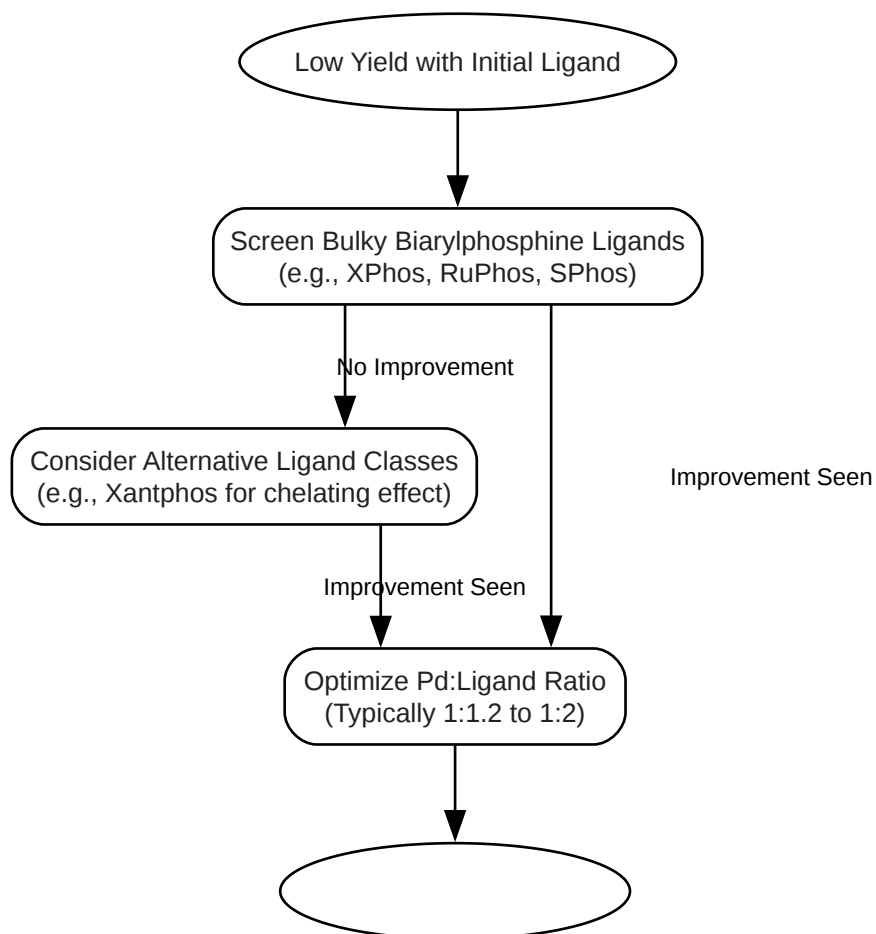 Low Yield with Initial Ligand
Screen Bulky Biarylphosphine Ligands
(e.g., XPhos, RuPhos, SPhos)
No Improvement
Consider Alternative Ligand Classes
(e.g., Xantphos for chelating effect)
Improvement Seen
Improvement Seen
Optimize Pd:Ligand Ratio
(Typically 1:1.2 to 1:2)